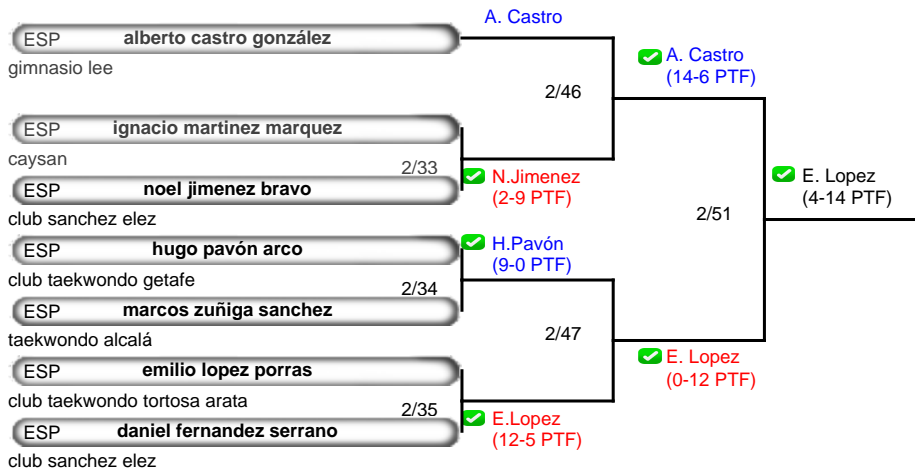 A. Castro
ESP alberto castro gonzález
gimnasio lee
A. Castro
(14-6 PTF)
2/46
ESP ignacio martinez marquez
caysan
2/33
N.Jimenez
(2-9 PTF)
ESP noel jimenez bravo
club sanchez elez
E. Lopez
(4-14 PTF)
2/51
ESP hugo pavón arco
club taekwondo getafe
H.Pavón
(9-0 PTF)
2/34
ESP marcos zuñiga sanchez
taekwondo alcalá
2/47
ESP emilio lopez porras
club taekwondo tortosa arata
E. Lopez
(0-12 PTF)
2/35
E.Lopez
(12-5 PTF)
ESP daniel fernandez serrano
club sanchez elez